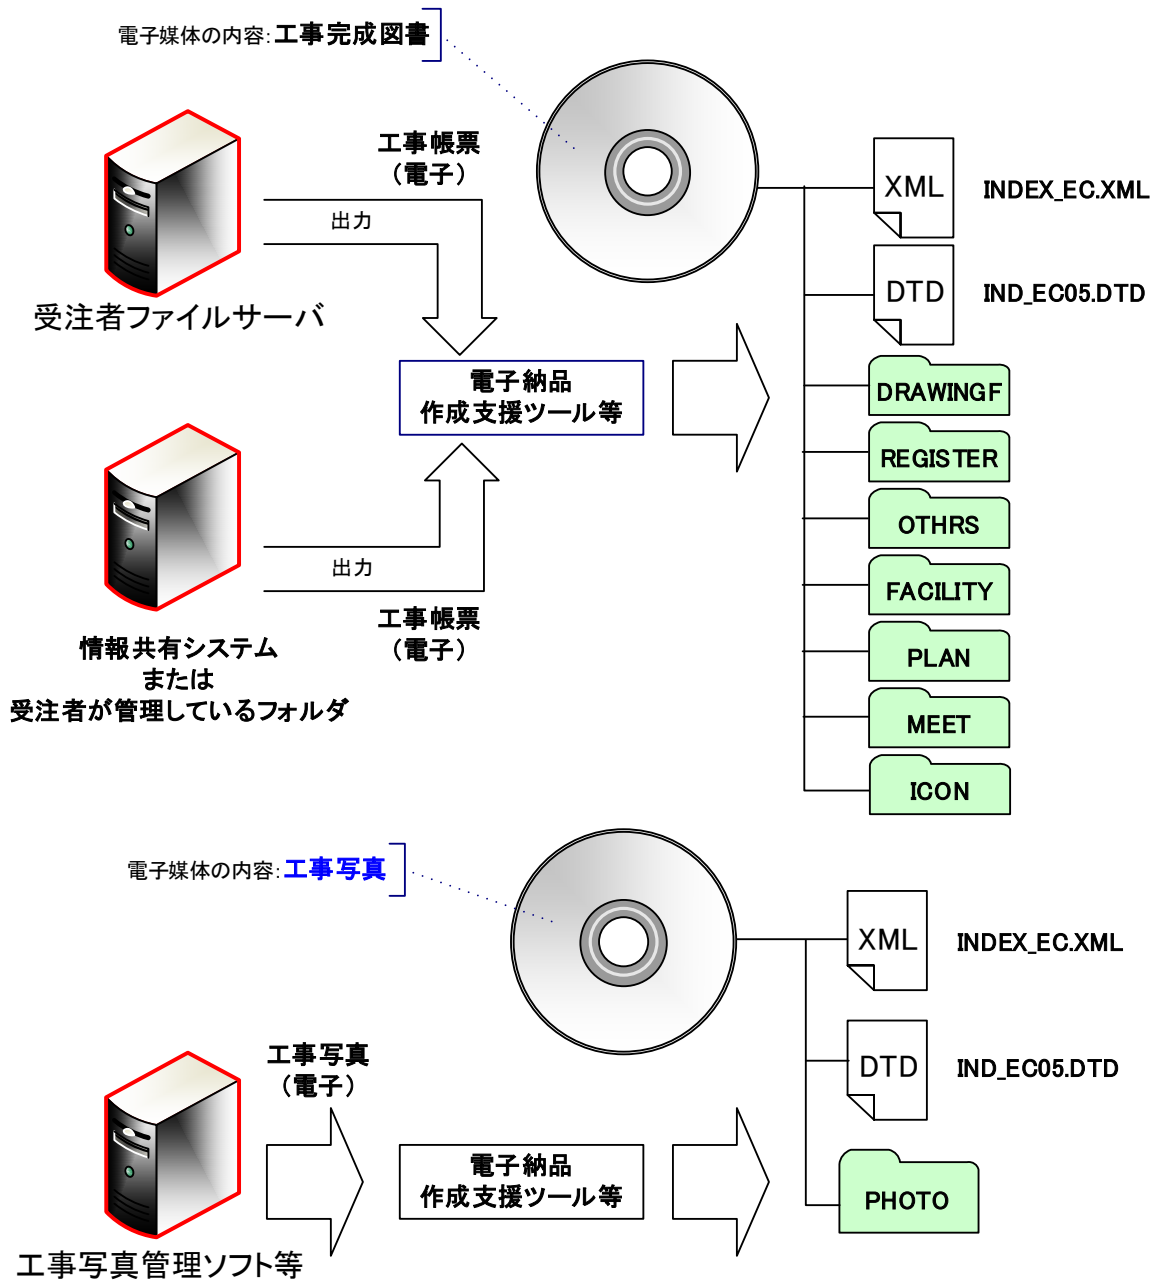 電子媒体の内容:工事完成図書
工事帳票
(電子)
出力
受注者ファイルサーバ
電子納品
作成支援ツール等
出力
工事帳票
(電子)
情報共有システム
または
受注者が管理しているフォルダ
XML
INDEX_EC.XML
DTD
IND_EC05.DTD
DRAWINGF
REGISTER
OTHRS
FACILITY
PLAN
MEET
ICON
電子媒体の内容:工事写真
XML
INDEX_EC.XML
DTD
IND_EC05.DTD
PHOTO
工事写真
(電子)
電子納品
作成支援ツール等
工事写真管理ソフト等